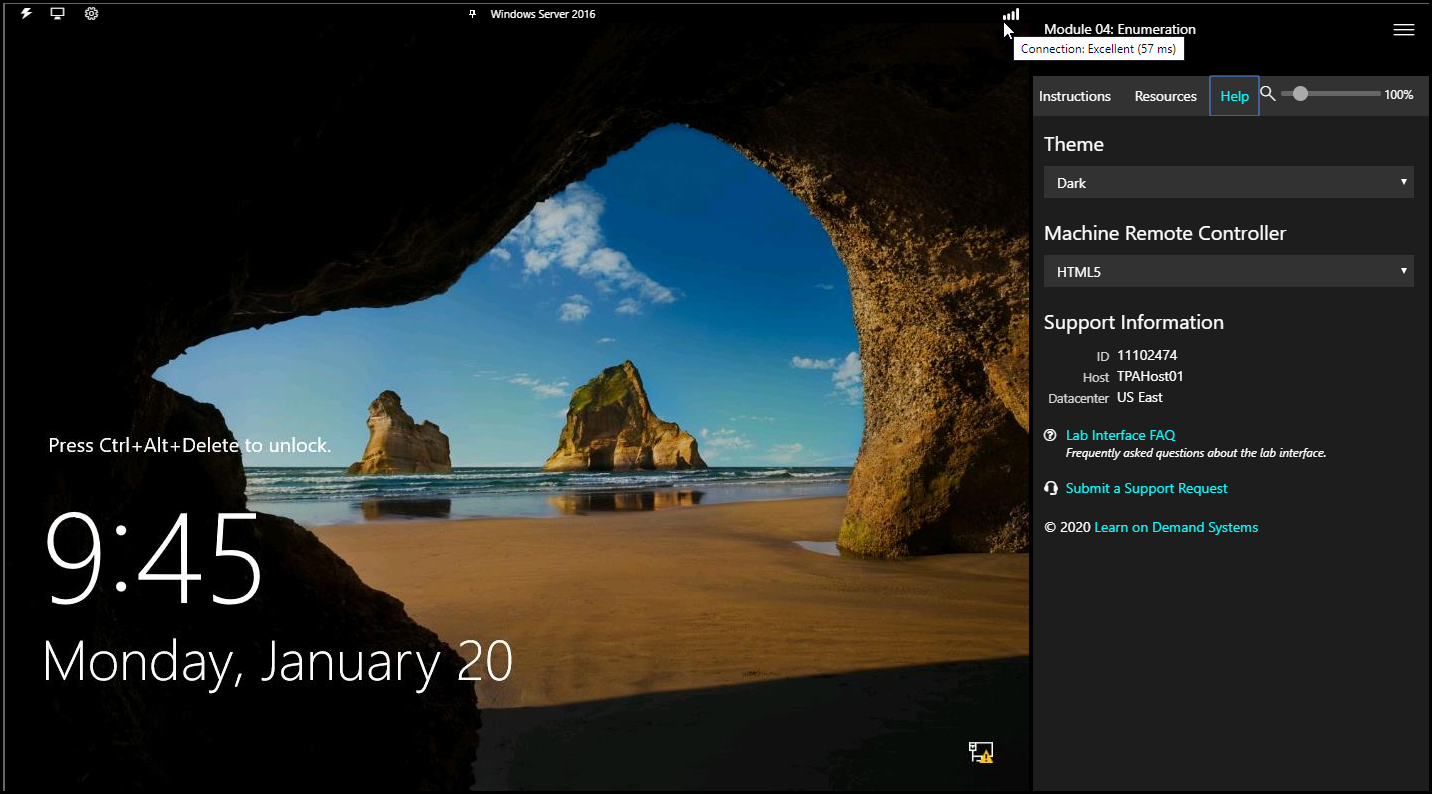 Windows Server 2016
Module 04: Enumeration
Connection: Excellent (57 ms)
Instructions Resources Help 100%
Theme
Dark
Machine Remote Controller
HTML5
Support Information
ID 11102474
Host TPAHost01
Datacenter US East
Lab Interface FAQ
Frequently asked questions about the lab interface.
Submit a Support Request
© 2020 Learn on Demand Systems
Press Ctrl+Alt+Delete to unlock.
9:45
Monday, January 20